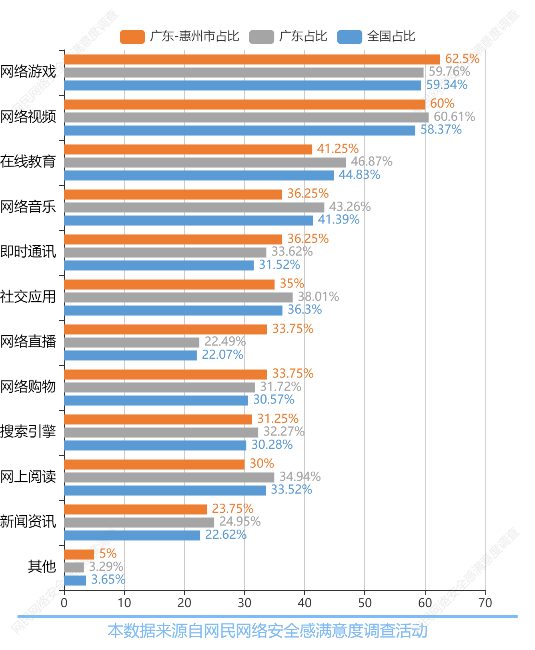 广东-惠州市占比 广东占比 全国占比
网络游戏 62.5% 59.76% 59.34%
网络视频 60% 60.61% 58.37%
在线教育 41.25% 46.87% 44.83%
网络音乐 36.25% 43.26% 41.39%
即时通讯 36.25% 33.62% 31.52%
社交应用 35% 38.01% 36.3%
网络直播 33.75% 22.49% 22.07%
网络购物 33.75% 31.72% 30.57%
搜索引擎 31.25% 32.27% 30.28%
网上阅读 30% 34.94% 33.52%
新闻资讯 23.75% 24.95% 22.62%
其他 5% 3.29% 3.65%
0 10 20 30 40 50 60 70
本数据来源自网民网络安全感满意度调查活动